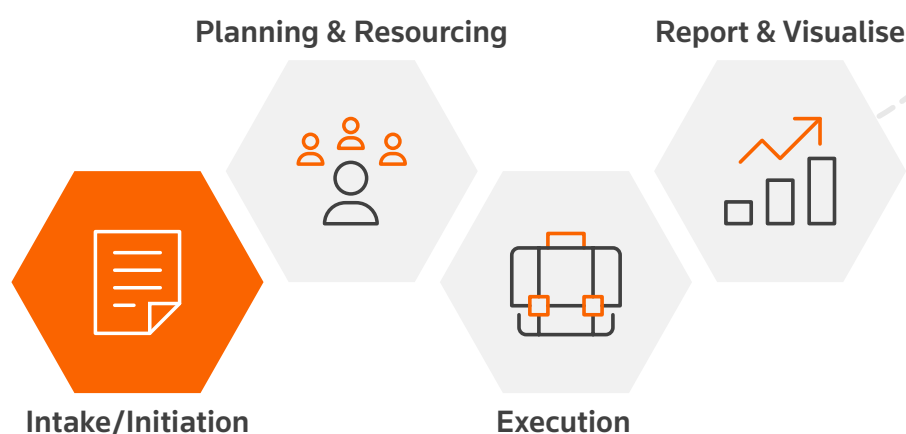 Planning & Resourcing
Report & Visualise
Intake/Initiation
Execution